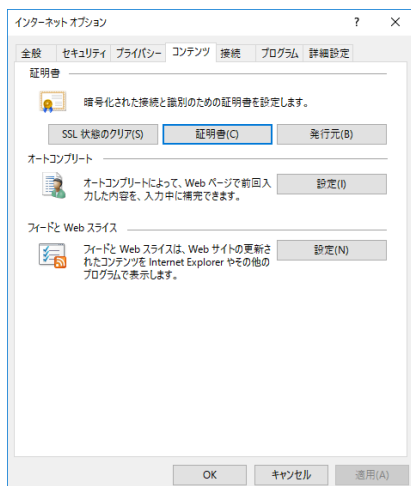 インターネット オプション ? ×
全般 セキュリティ プライバシー コンテンツ 接続 プログラム 詳細設定
証明書
暗号化された接続と識別のための証明書を設定します。
SSL 状態のクリア(S) 証明書(C) 発行元(B)
オートコンプリート
オートコンプリートによって、Web ページで前回入
力した内容を、入力中に補完できます。
設定(I)
フィードと Web スライス
フィードと Web スライスは、Web サイトの更新さ
れたコンテンツを Internet Explorer やその他の
プログラムで表示します。
設定(N)
OK キャンセル 適用(A)